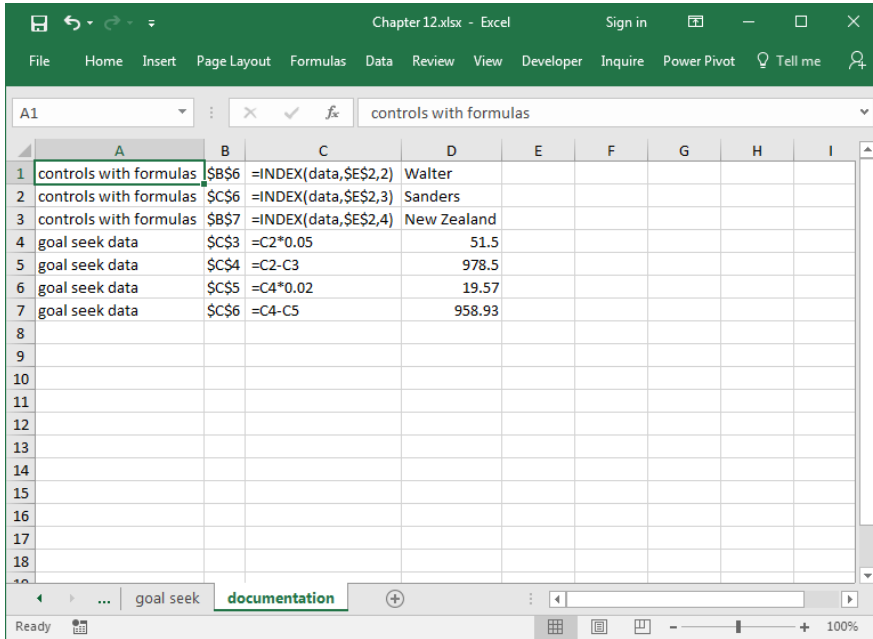 Chapter 12.xlsx - Excel Sign in
File Home Insert Page Layout Formulas Data Review View Developer Inquire Power Pivot Tell me
A1 fx controls with formulas
A B C D E F G H I
1 controls with formulas $B$6 =INDEX(data,$E$2,2) Walter
2 controls with formulas $C$6 =INDEX(data,$E$2,3) Sanders
3 controls with formulas $B$7 =INDEX(data,$E$2,4) New Zealand
4 goal seek data $C$3 =C2*0.05 51.5
5 goal seek data $C$4 =C2-C3 978.5
6 goal seek data $C$5 =C4*0.02 19.57
7 goal seek data $C$6 =C4-C5 958.93
8
9
10
11
12
13
14
15
16
17
18
... goal seek documentation
Ready 100%